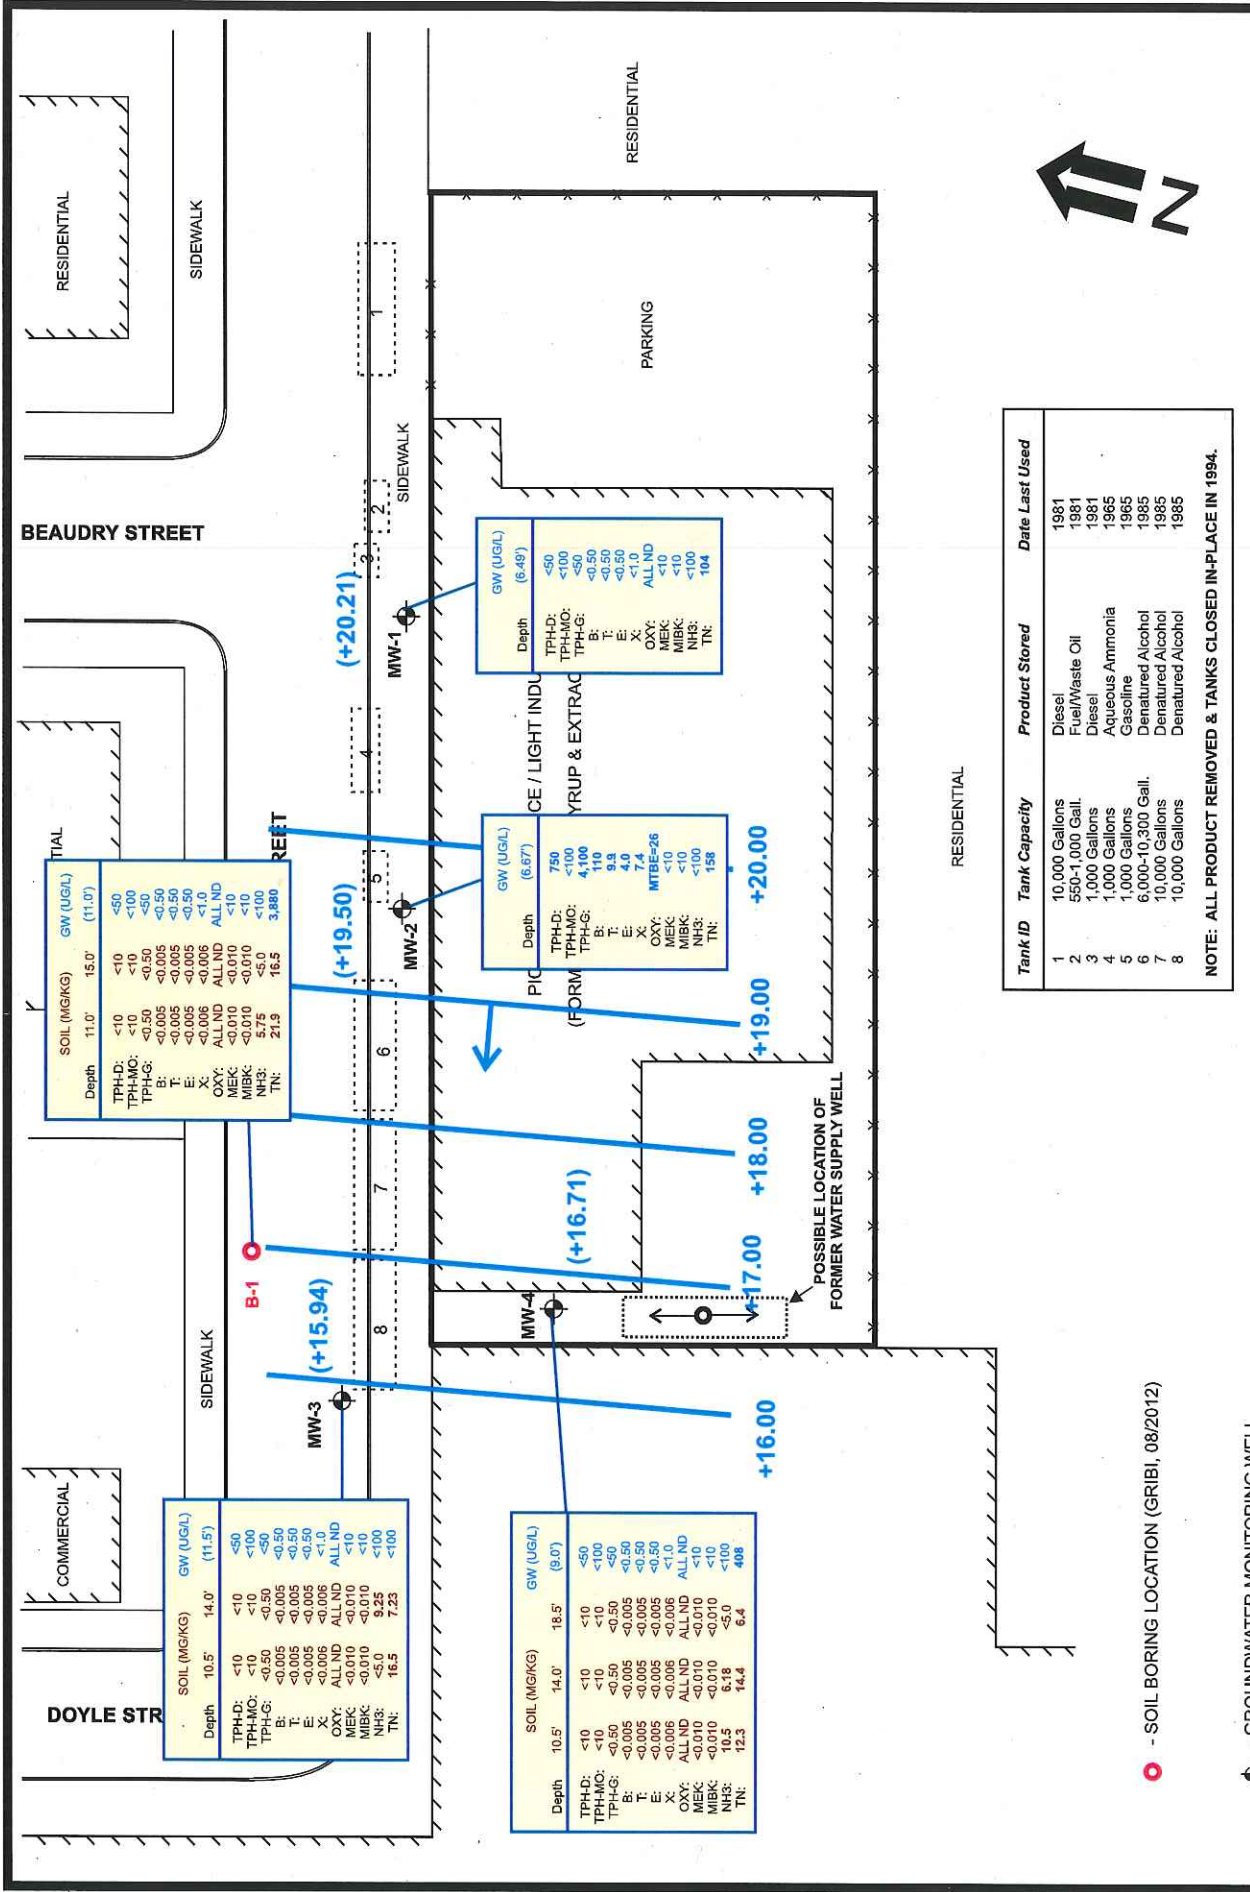 DOYLE STR
COMMERCIAL
SIDEWALK
TIAL
REET
BEAUDRY STREET
RESIDENTIAL
SIDEWALK
SOIL (MG/KG) GW (UG/L)
Depth 10.5' 14.0' (11.5')
TPH-D: <10 <10 <50
TPH-MO: <10 <10 <100
TPH-G: <0.50 <0.50 <50
B: <0.005 <0.005 <0.50
T: <0.005 <0.005 <0.50
E: <0.005 <0.005 <0.50
X: <0.006 <0.006 <1.0
OXY: ALL ND ALL ND ALL ND
MEK: <0.010 <0.010 <10
MIBK: <0.010 <0.010 <10
NH3: <5.0 9.25 <100
TN: 16.5 7.23 <100
SOIL (MG/KG) GW (UG/L)
Depth 11.0' 15.0' (11.0')
TPH-D: <10 <10 <50
TPH-MO: <10 <10 <100
TPH-G: <0.50 <0.50 <50
B: <0.005 <0.005 <0.50
T: <0.005 <0.005 <0.50
E: <0.005 <0.005 <0.50
X: <0.006 <0.006 <1.0
OXY: ALL ND ALL ND ALL ND
MEK: <0.010 <0.010 <10
MIBK: <0.010 <0.010 <10
NH3: 5.75 <5.0 <100
TN: 21.9 16.5 3,880
B-1
MW-3
(+15.94)
(+19.50)
(+20.21)
8
7
6
5
4
3
2
1
MW-2
MW-1
SIDEWALK
RESIDENTIAL
MW-4
(+16.71)
PIC
CE / LIGHT INDU
(FORM
YRUP & EXTRAC
PARKING
SOIL (MG/KG) GW (UG/L)
Depth 10.5' 14.0' 18.5' (9.0')
TPH-D: <10 <10 <10 <50
TPH-MO: <10 <10 <10 <100
TPH-G: <0.50 <0.50 <0.50 <50
B: <0.005 <0.005 <0.005 <0.50
T: <0.005 <0.005 <0.005 <0.50
E: <0.005 <0.005 <0.005 <0.50
X: <0.006 <0.006 <0.006 <1.0
OXY: ALL ND ALL ND ALL ND ALL ND
MEK: <0.010 <0.010 <0.010 <10
MIBK: <0.010 <0.010 <0.010 <10
NH3: 10.5 6.18 <5.0 <100
TN: 12.3 14.4 6.4 408
GW (UG/L)
Depth (6.67')
TPH-D: 750
TPH-MO: <100
TPH-G: 4,100
B: 110
T: 9.9
E: 4.0
X: 7.4
OXY: MTBE=26
MEK: <10
MIBK: <10
NH3: <100
TN: 158
GW (UG/L)
Depth (6.49')
TPH-D: <50
TPH-MO: <100
TPH-G: <50
B: <0.50
T: <0.50
E: <0.50
X: <1.0
OXY: ALL ND
MEK: <10
MIBK: <10
NH3: <100
TN: 104
+16.00
+17.00
+18.00
+19.00
+20.00
POSSIBLE LOCATION OF
FORMER WATER SUPPLY WELL
RESIDENTIAL
N
Tank ID Tank Capacity Product Stored Date Last Used
1 10,000 Gallons Diesel 1981
2 550-1,000 Gall. Fuel/Waste Oil 1981
3 1,000 Gallons Diesel 1981
4 1,000 Gallons Aqueous Ammonia 1965
5 1,000 Gallons Gasoline 1965
6 6,000-10,300 Gall. Denatured Alcohol 1985
7 10,000 Gallons Denatured Alcohol 1985
8 10,000 Gallons Denatured Alcohol 1985
NOTE: ALL PRODUCT REMOVED & TANKS CLOSED IN-PLACE IN 1994.
- SOIL BORING LOCATION (GRIBI, 08/2012)
- GROUNDWATER MONITORING WELL